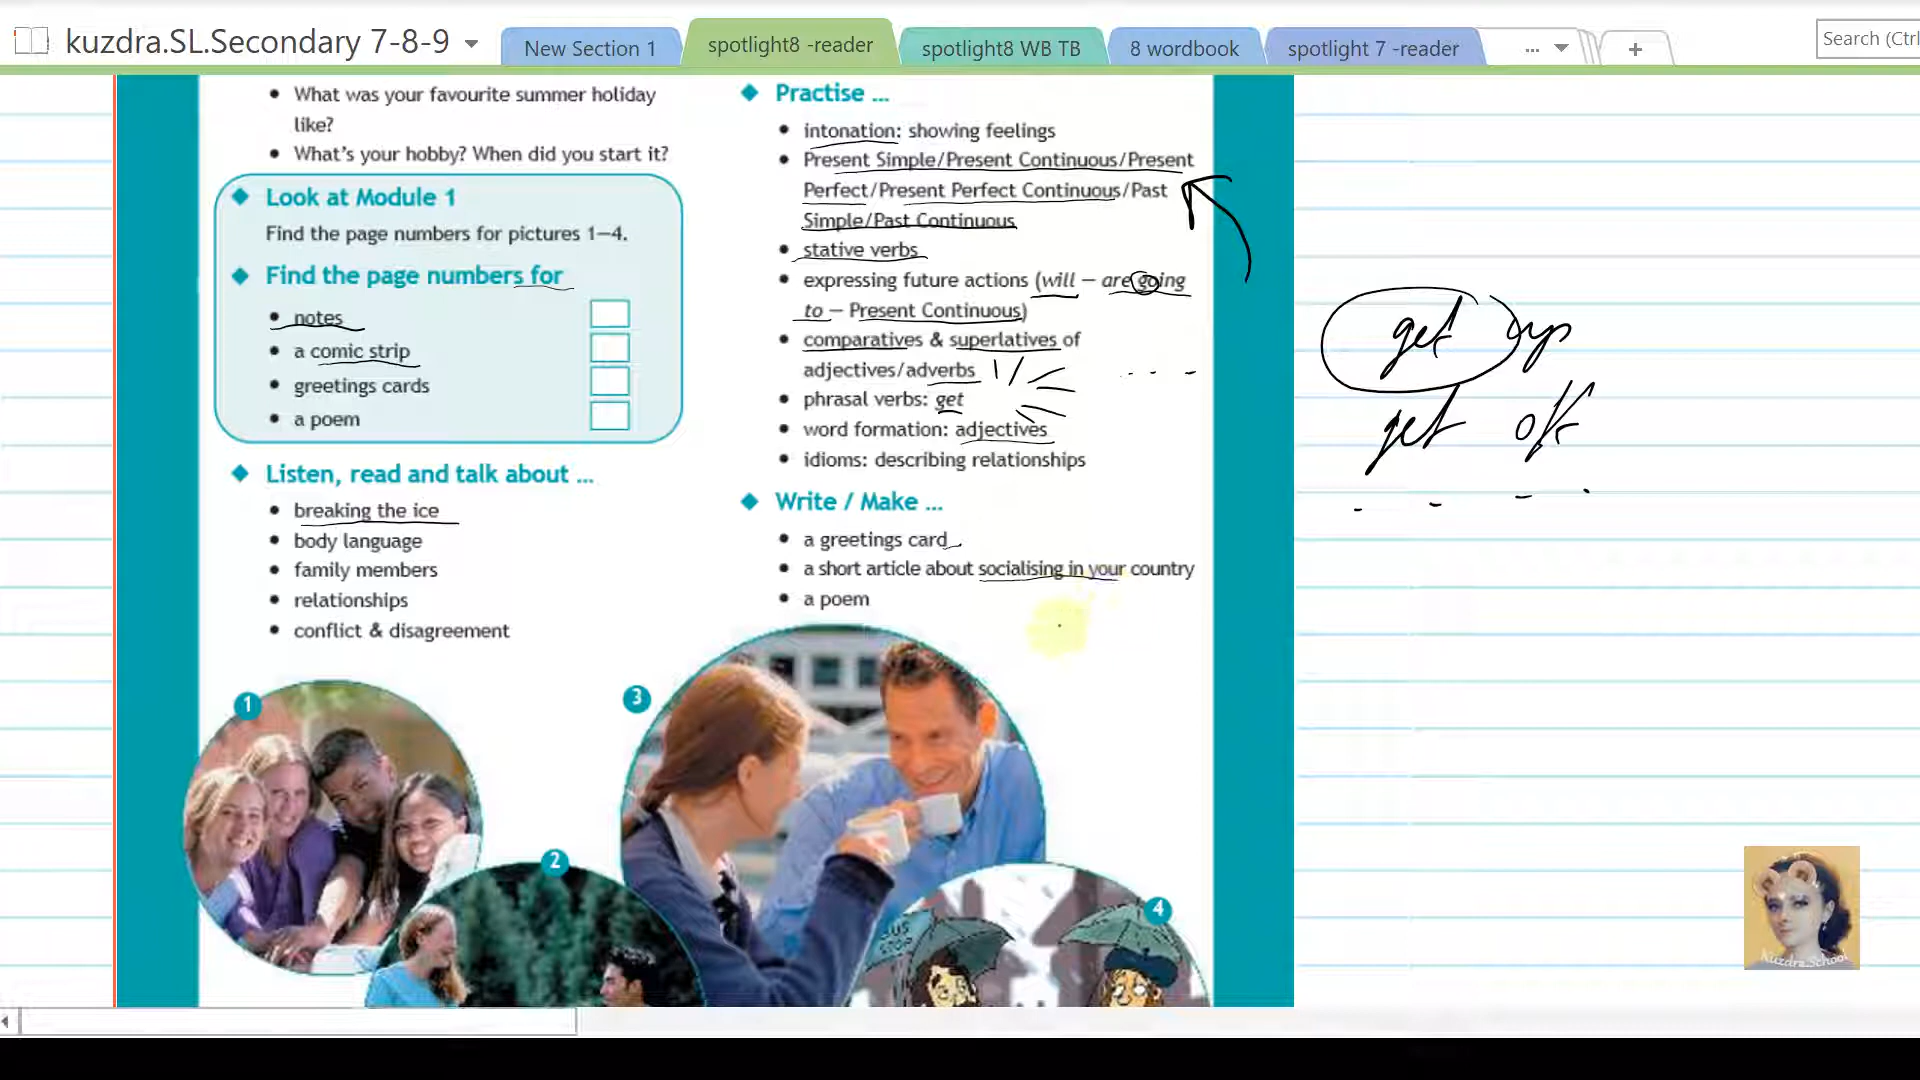 kuzdra.SL.Secondary 7-8-9
New Section 1
spotlight8 -reader
spotlight8 WB TB
8 wordbook
spotlight 7 -reader
...
+
Search (Ctrl
• What was your favourite summer holiday
like?
• What's your hobby? When did you start it?
Look at Module 1
Find the page numbers for pictures 1—4.
Find the page numbers for
• notes
• a comic strip
• greetings cards
• a poem
Listen, read and talk about ...
• breaking the ice
• body language
• family members
• relationships
• conflict & disagreement
Practise ...
• intonation: showing feelings
• Present Simple/Present Continuous/Present
Perfect/Present Perfect Continuous/Past
Simple/Past Continuous
• stative verbs
• expressing future actions (will — are going
to — Present Continuous)
• comparatives & superlatives of
adjectives/adverbs
• phrasal verbs: get
• word formation: adjectives
• idioms: describing relationships
Write / Make ...
• a greetings card
• a short article about socialising in your country
• a poem
get up
get off
1
2
3
4
BUS
STOP
Kuzdra.School